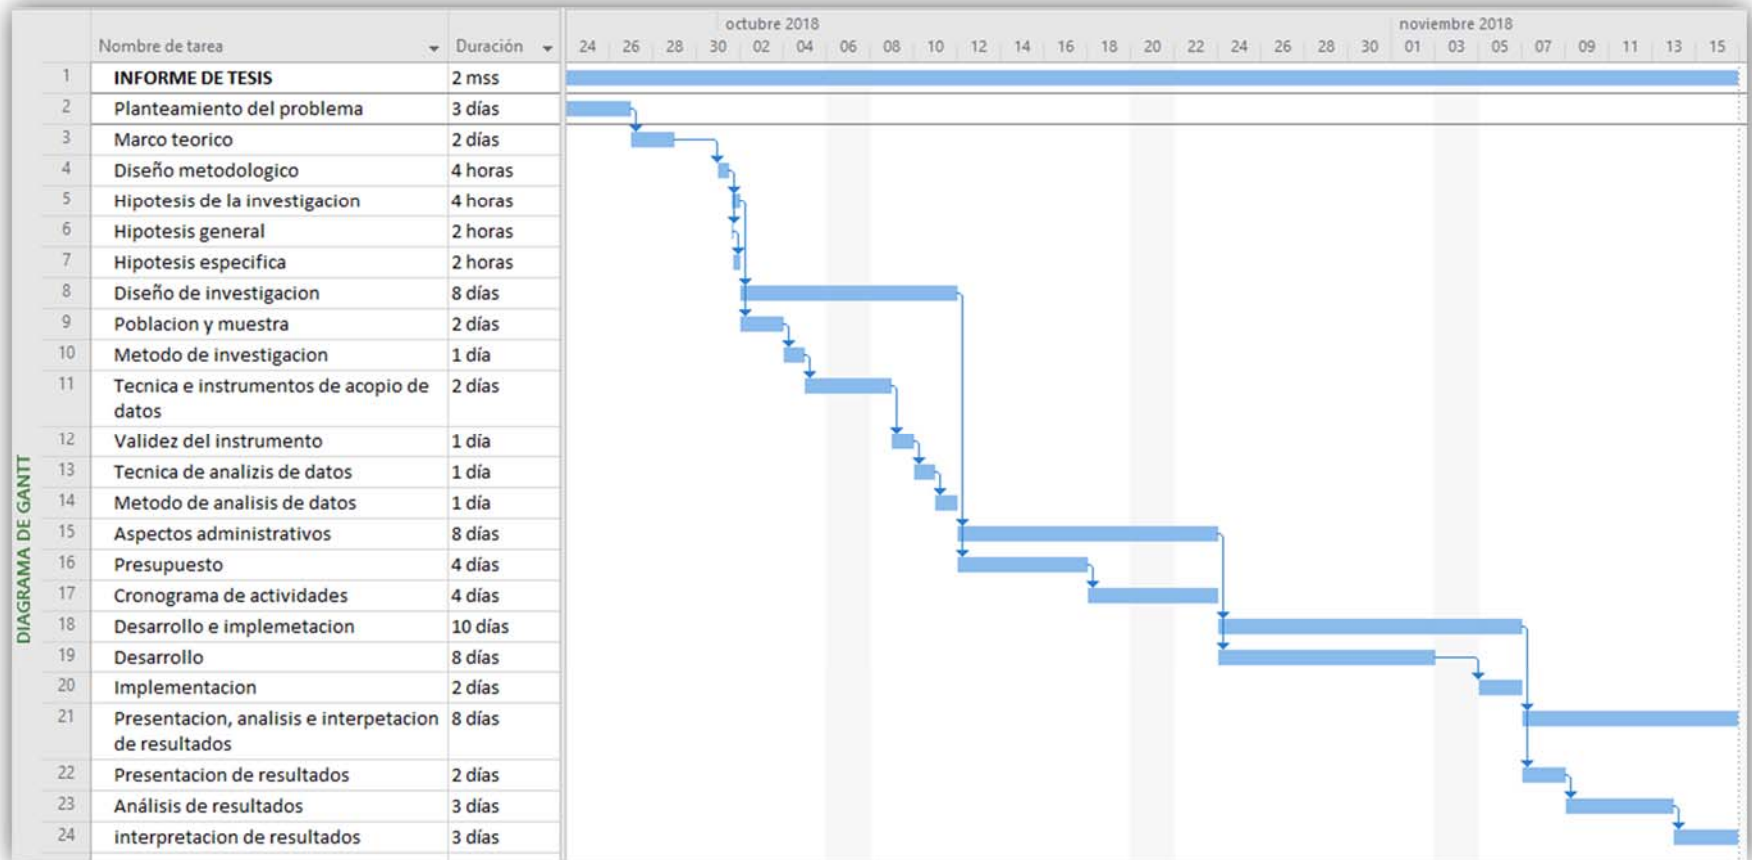 octubre 2018 noviembre 2018
Nombre de tarea Duración 24 26 28 30 02 04 06 08 10 12 14 16 18 20 22 24 26 28 30 01 03 05 07 09 11 13 15
1 INFORME DE TESIS 2 mss
2 Planteamiento del problema 3 días
3 Marco teorico 2 días
4 Diseño metodologico 4 horas
5 Hipotesis de la investigacion 4 horas
6 Hipotesis general 2 horas
7 Hipotesis especifica 2 horas
8 Diseño de investigacion 8 días
9 Poblacion y muestra 2 días
10 Metodo de investigacion 1 día
11 Tecnica e instrumentos de acopio de 2 días
datos
12 Validez del instrumento 1 día
13 Tecnica de analizis de datos 1 día
14 Metodo de analisis de datos 1 día
15 Aspectos administrativos 8 días
16 Presupuesto 4 días
17 Cronograma de actividades 4 días
18 Desarrollo e implemetacion 10 días
19 Desarrollo 8 días
20 Implementacion 2 días
21 Presentacion, analisis e interpetacion 8 días
de resultados
22 Presentacion de resultados 2 días
23 Análisis de resultados 3 días
24 interpretacion de resultados 3 días
DIAGRAMA DE GANTT